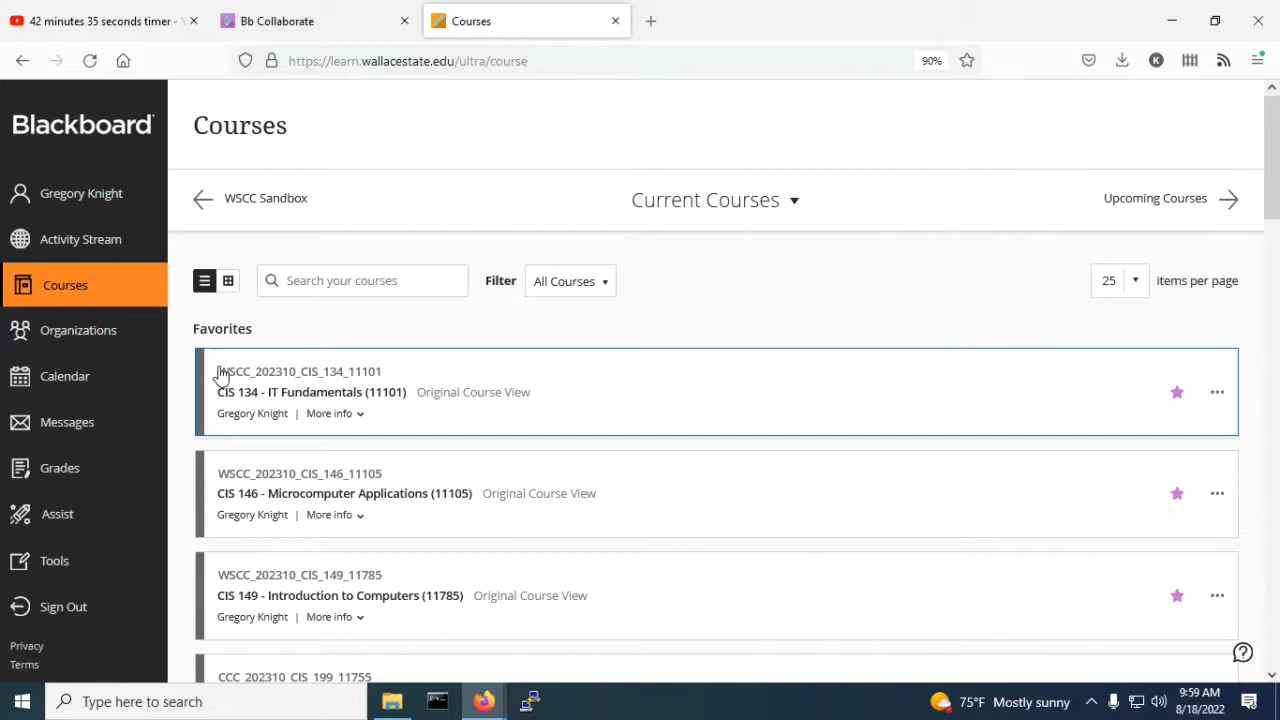 42 minutes 35 seconds timer -
Bb Collaborate
Courses
https://learn.wallacestate.edu/ultra/course
90%
Blackboard
Gregory Knight
Activity Stream
Courses
Organizations
Calendar
Messages
Grades
Assist
Tools
Sign Out
Privacy
Terms
Courses
WSCC Sandbox
Current Courses
Upcoming Courses
Search your courses
Filter
All Courses
25
items per page
Favorites
WSCC_202310_CIS_134_11101
CIS 134 - IT Fundamentals (11101) Original Course View
Gregory Knight | More info
WSCC_202310_CIS_146_11105
CIS 146 - Microcomputer Applications (11105) Original Course View
Gregory Knight | More info
WSCC_202310_CIS_149_11785
CIS 149 - Introduction to Computers (11785) Original Course View
Gregory Knight | More info
CCC_202310_CIS_199_11755
Type here to search
75°F Mostly sunny
9:59 AM
8/18/2022